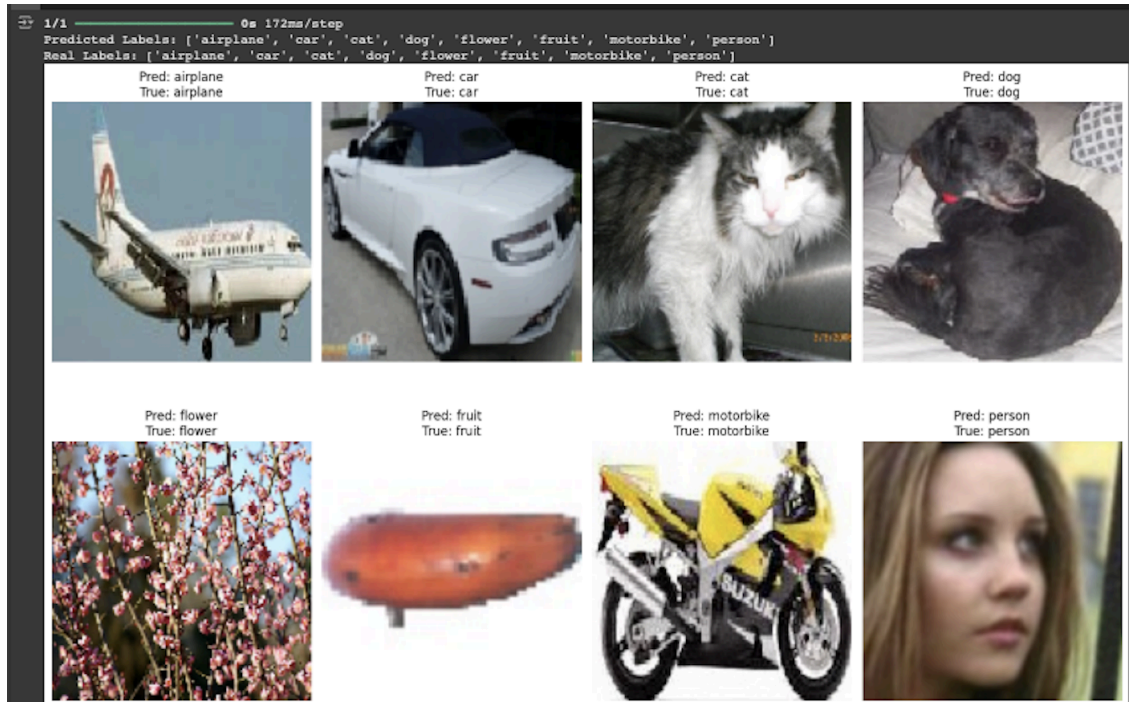 1/1 0s 172ms/step
Predicted Labels: ['airplane', 'car', 'cat', 'dog', 'flower', 'fruit', 'motorbike', 'person']
Real Labels: ['airplane', 'car', 'cat', 'dog', 'flower', 'fruit', 'motorbike', 'person']
Pred: airplane
True: airplane
Pred: car
True: car
Pred: cat
True: cat
Pred: dog
True: dog
Pred: flower
True: flower
Pred: fruit
True: fruit
Pred: motorbike
True: motorbike
Pred: person
True: person
SUZUKI